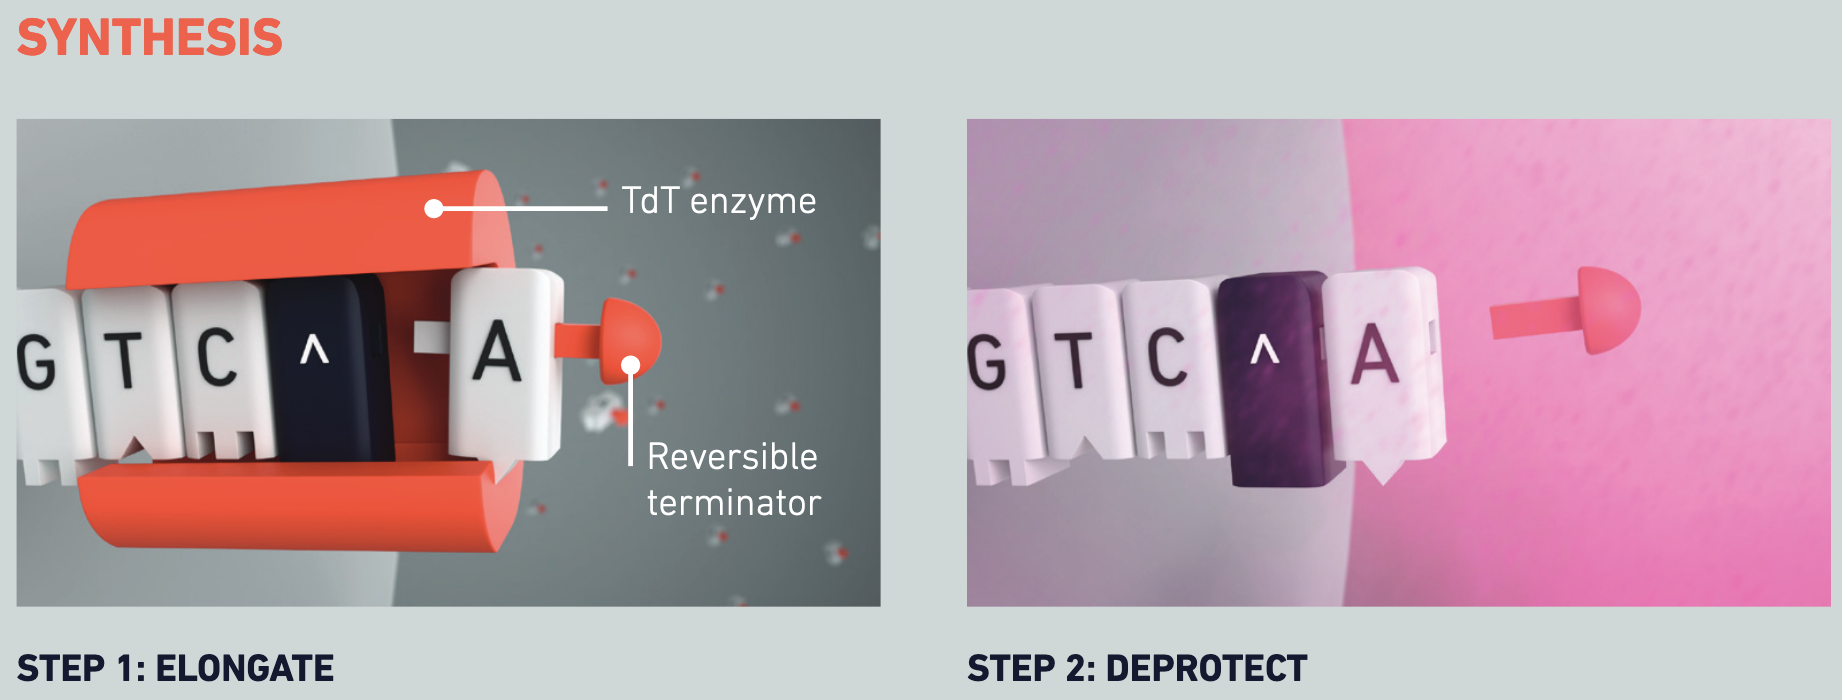 SYNTHESIS
TdT enzyme
G T C ^ A
Reversible
terminator
G T C ^ A
STEP 1: ELONGATE
STEP 2: DEPROTECT